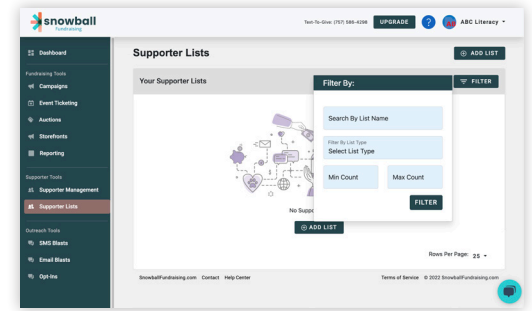 snowball
Fundraising
Text-To-Give: (757) 586-4298
UPGRADE
?
ABC Literacy
Dashboard
Fundraising Tools
Campaigns
Event Ticketing
Auctions
Storefronts
Reporting
Supporter Tools
Supporter Management
Supporter Lists
Outreach Tools
SMS Blasts
Email Blasts
Opt-Ins
Supporter Lists
ADD LIST
Your Supporter Lists
FILTER
Filter By:
Search By List Name
Filter By List Type
Select List Type
Min Count
Max Count
FILTER
No Suppo
ADD LIST
Rows Per Page: 25
SnowballFundraising.com Contact Help Center
Terms of Service © 2022 SnowballFundraising.com